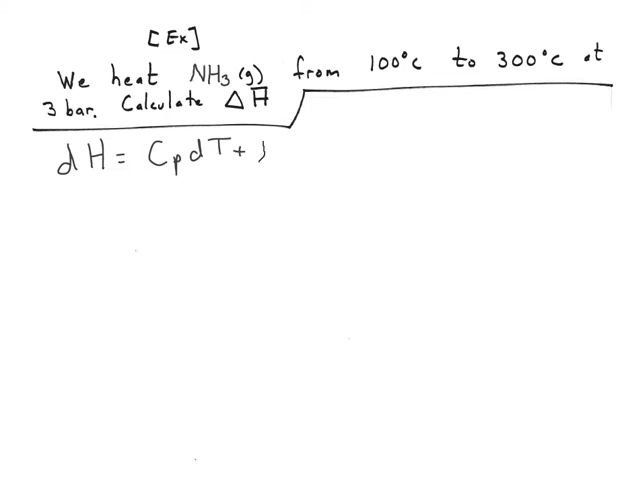 [Ex]
We heat NH₃(g) from 100°C to 300°C at
3 bar. Calculate ΔH̅
dH = CpdT +